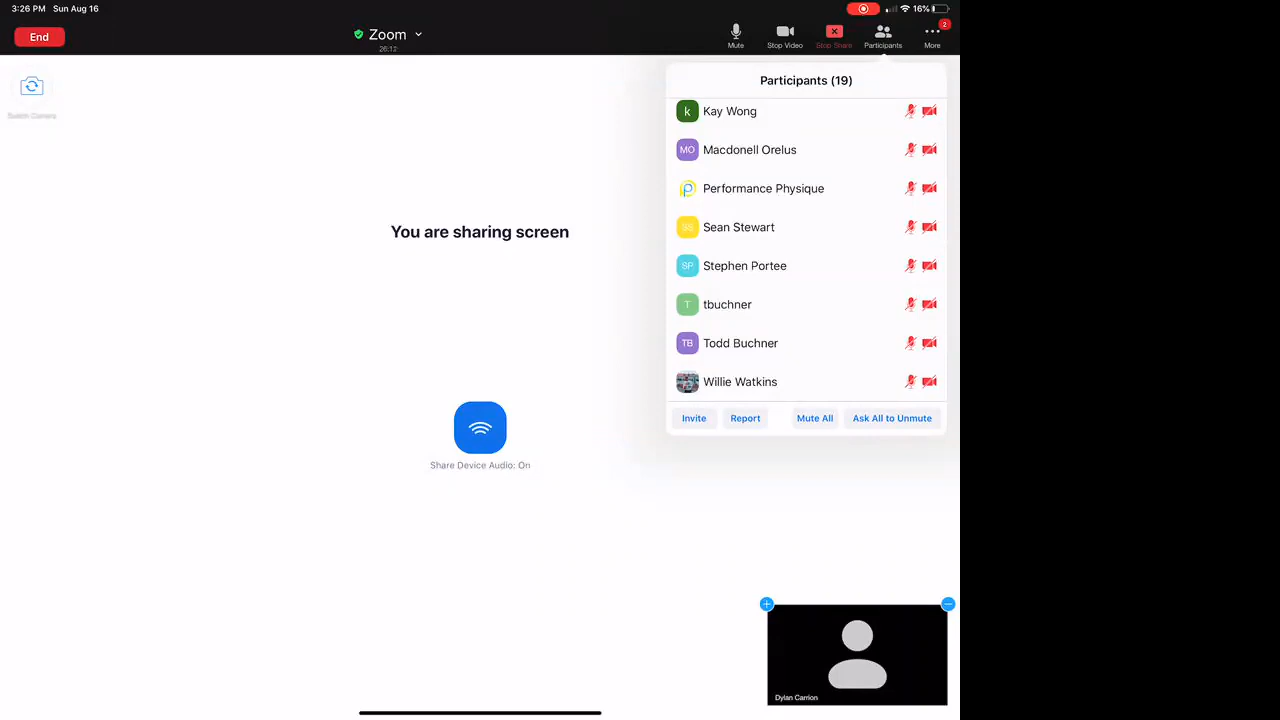 3:26 PM Sun Aug 16
16%
End
Zoom
26:12
Mute
Stop Video
Stop Share
Participants
2
More
Switch Camera
Participants (19)
k Kay Wong
MO Macdonell Orelus
P Performance Physique
SS Sean Stewart
SP Stephen Portee
T tbuchner
TB Todd Buchner
Willie Watkins
Invite
Report
Mute All
Ask All to Unmute
You are sharing screen
Share Device Audio: On
Dylan Carrion